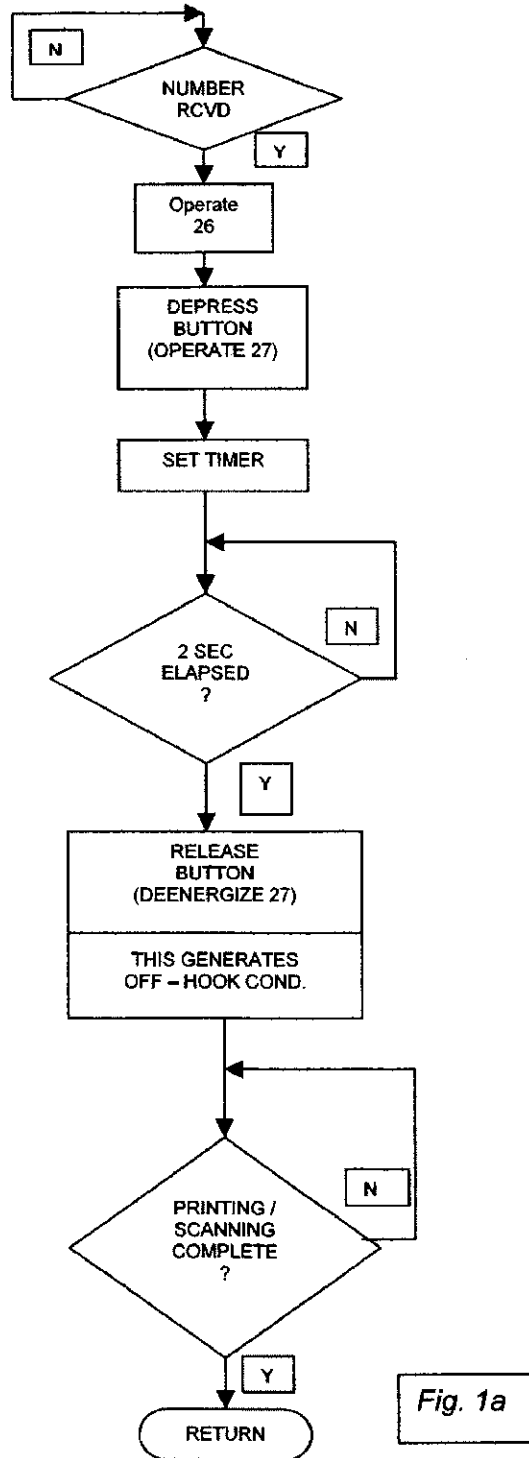 N
NUMBER
RCVD
Y
Operate
26
DEPRESS
BUTTON
(OPERATE 27)
SET TIMER
N
2 SEC
ELAPSED
?
Y
RELEASE
BUTTON
(DEENERGIZE 27)
THIS GENERATES
OFF – HOOK COND.
N
PRINTING /
SCANNING
COMPLETE
?
Y
RETURN
Fig. 1a